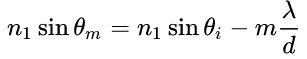 n₁ sin θₘ = n₁ sin θᵢ − m λ/d